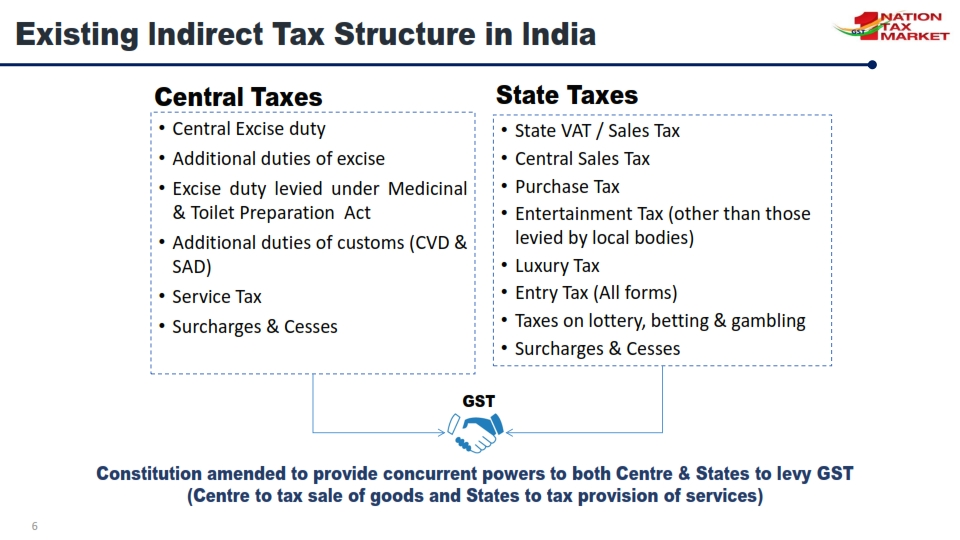 Existing Indirect Tax Structure in India
1 NATION
TAX
MARKET
GST
Central Taxes
• Central Excise duty
• Additional duties of excise
• Excise duty levied under Medicinal
& Toilet Preparation Act
• Additional duties of customs (CVD &
SAD)
• Service Tax
• Surcharges & Cesses
State Taxes
• State VAT / Sales Tax
• Central Sales Tax
• Purchase Tax
• Entertainment Tax (other than those
levied by local bodies)
• Luxury Tax
• Entry Tax (All forms)
• Taxes on lottery, betting & gambling
• Surcharges & Cesses
GST
Constitution amended to provide concurrent powers to both Centre & States to levy GST
(Centre to tax sale of goods and States to tax provision of services)
6